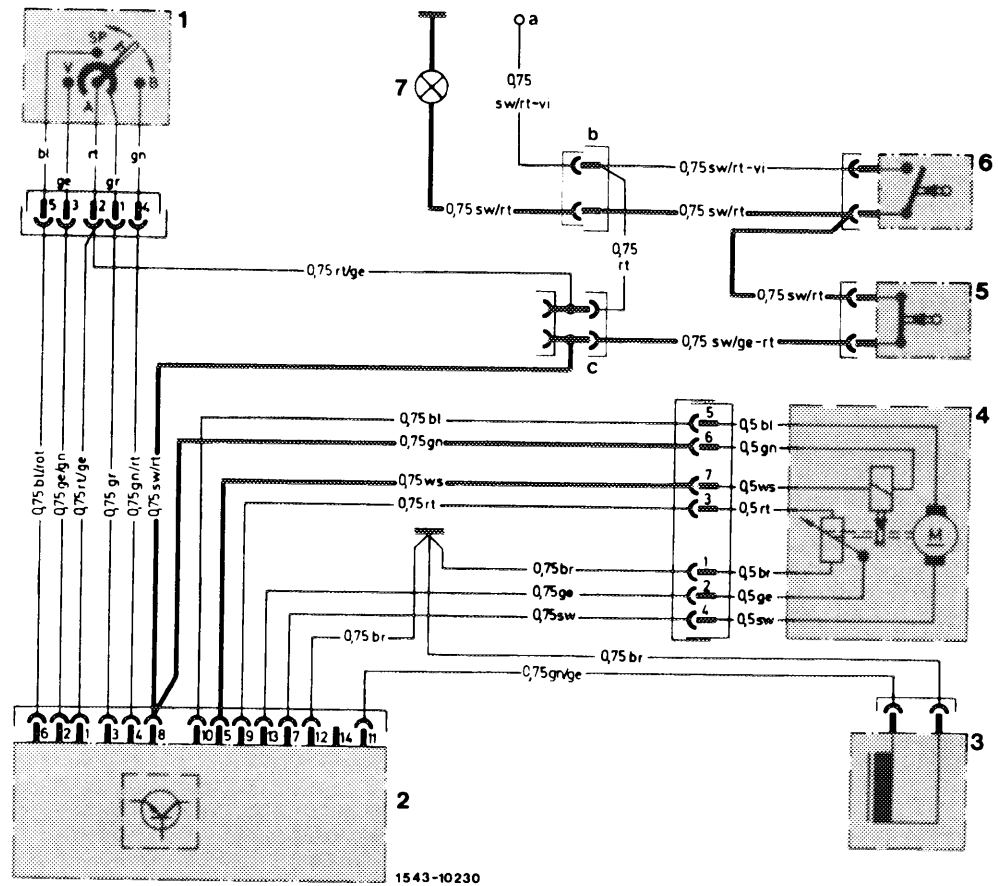 1
SP
V
A
B
bl
ge
rt
gr
gn
5
3
2
1
4
7
a
0,75
sw/rt-vi
b
0,75 sw/rt-vi
6
0,75 sw/rt
0,75 sw/rt
0,75
rt
0,75 rt/ge
0,75 sw/rt
5
0,75 sw/ge-rt
c
4
0,75 bl
5
0,5 bl
0,75 gn
6
0,5 gn
0,75 ws
7
0,5 ws
0,75 rt
3
0,5 rt
M
0,75 br
1
0,5 br
0,75 ge
2
0,5 ge
0,75 sw
4
0,5 sw
0,75 br
0,75 br
0,75 gn/ge
0,75 bl/rot
0,75 ge/gn
0,75 rt/ge
0,75 gr
0,75 gn/rt
0,75 sw/rt
6
2
1
3
4
8
10
5
9
13
7
12
14
11
3
2
1543-10230